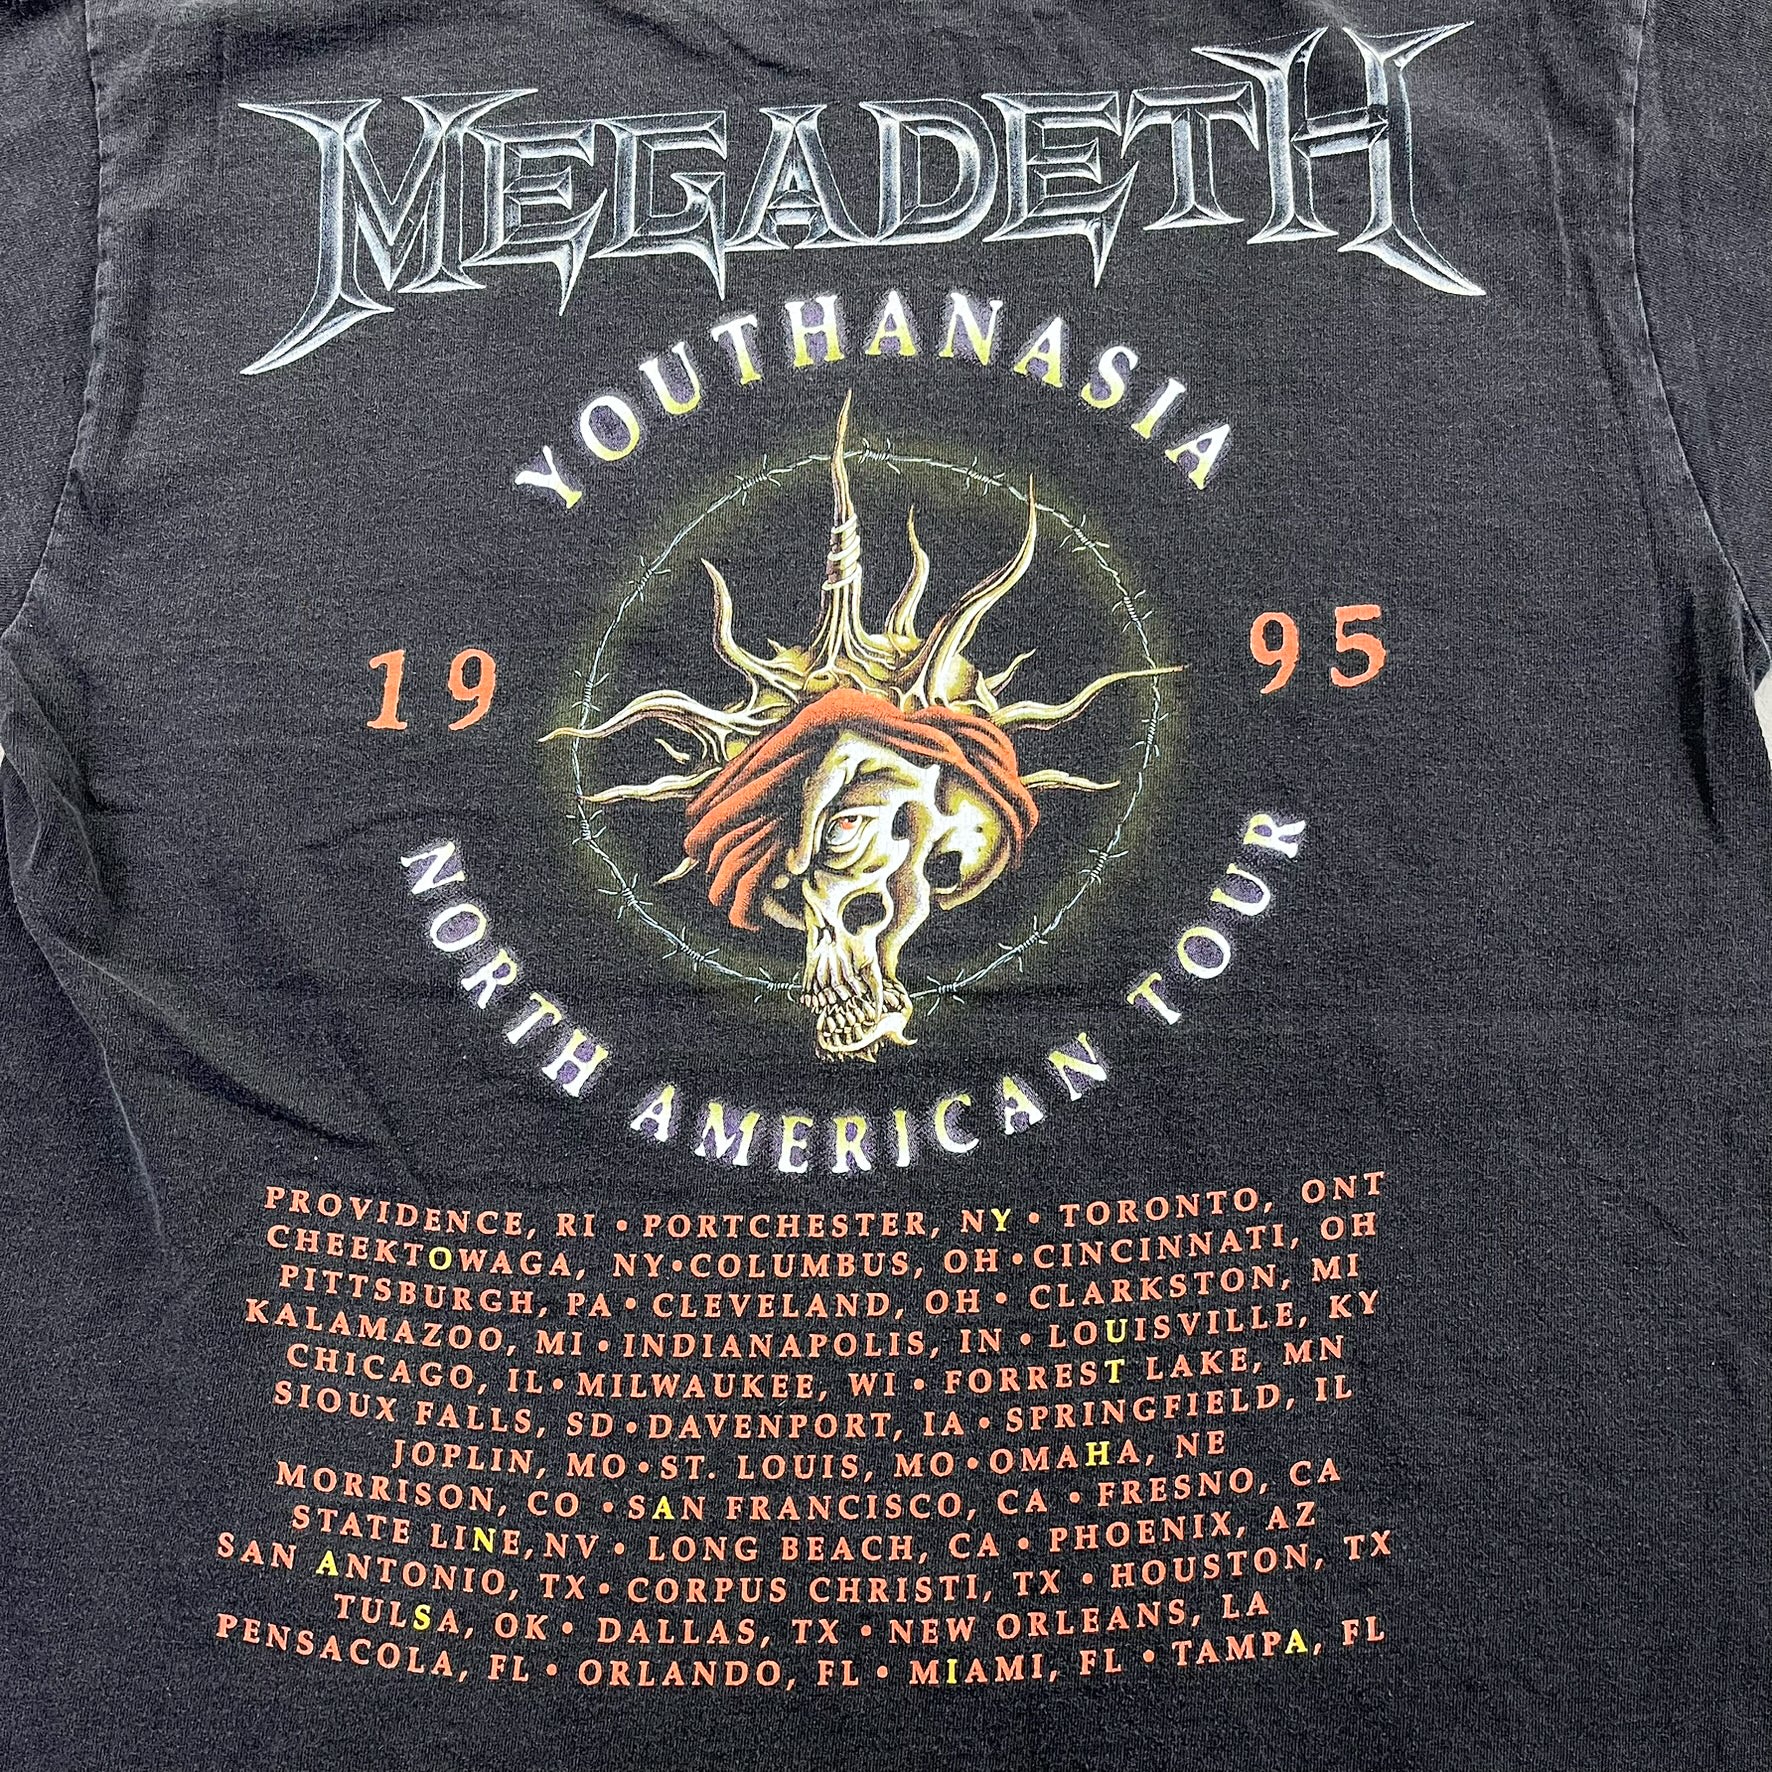 MEGADETH
YOUTHANASIA
19 95
NORTH AMERICAN TOUR
PROVIDENCE, RI • PORTCHESTER, NY • TORONTO, ONT
CHEEKTOWAGA, NY • COLUMBUS, OH • CINCINNATI, OH
PITTSBURGH, PA • CLEVELAND, OH • CLARKSTON, MI
KALAMAZOO, MI • INDIANAPOLIS, IN • LOUISVILLE, KY
CHICAGO, IL • MILWAUKEE, WI • FORREST LAKE, MN
SIOUX FALLS, SD • DAVENPORT, IA • SPRINGFIELD, IL
JOPLIN, MO • ST. LOUIS, MO • OMAHA, NE
MORRISON, CO • SAN FRANCISCO, CA • FRESNO, CA
STATE LINE, NV • LONG BEACH, CA • PHOENIX, AZ
SAN ANTONIO, TX • CORPUS CHRISTI, TX • HOUSTON, TX
TULSA, OK • DALLAS, TX • NEW ORLEANS, LA
PENSACOLA, FL • ORLANDO, FL • MIAMI, FL • TAMPA, FL